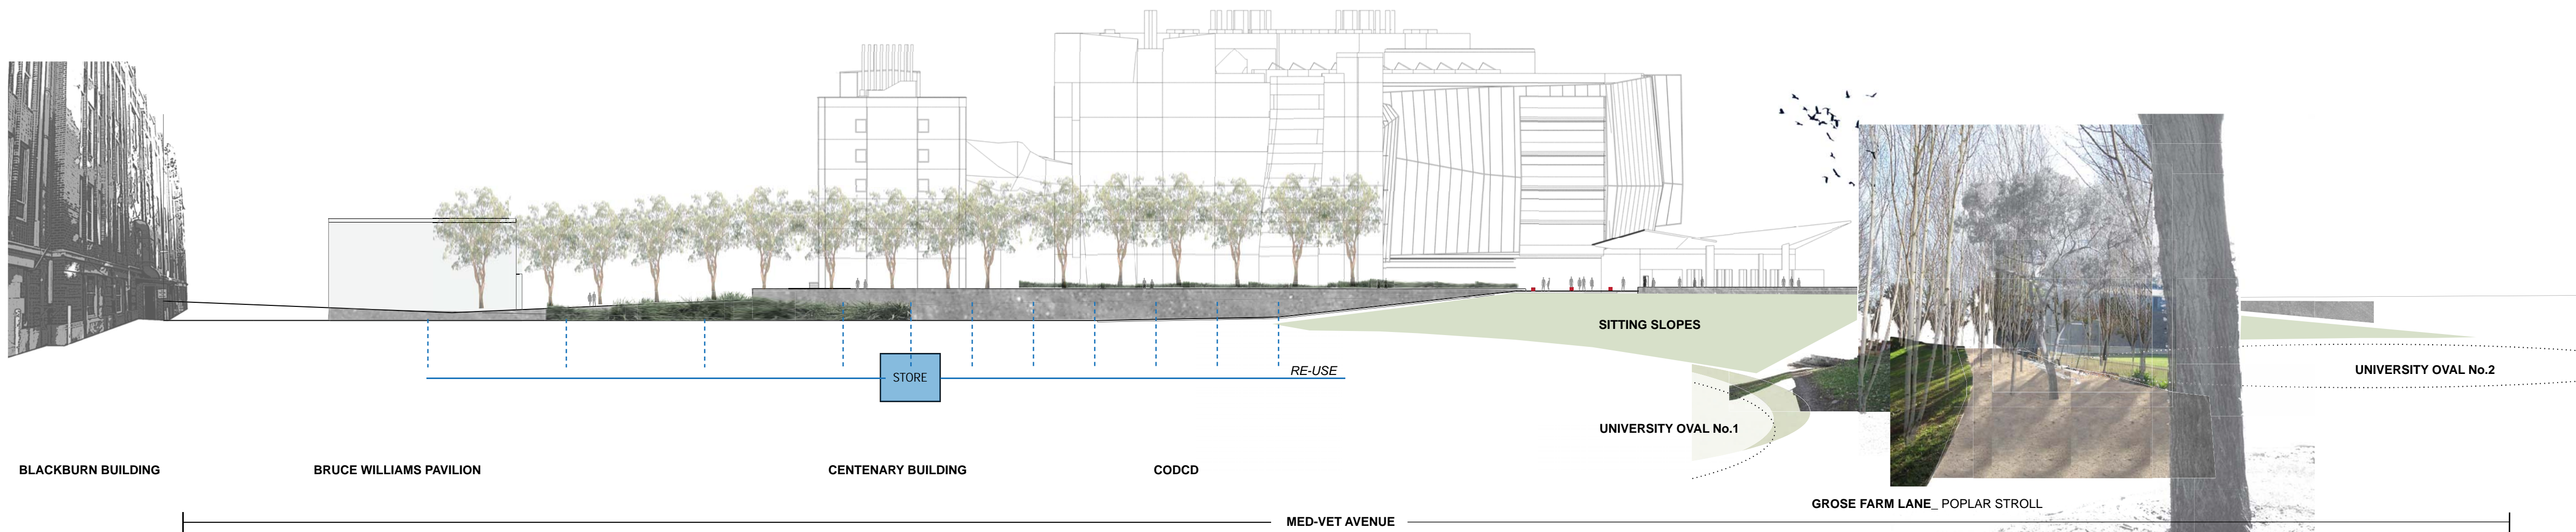 SITTING SLOPES
STORE
RE-USE
UNIVERSITY OVAL No.2
UNIVERSITY OVAL No.1
BLACKBURN BUILDING
BRUCE WILLIAMS PAVILION
CENTENARY BUILDING
CODCD
GROSE FARM LANE_ POPLAR STROLL
MED-VET AVENUE